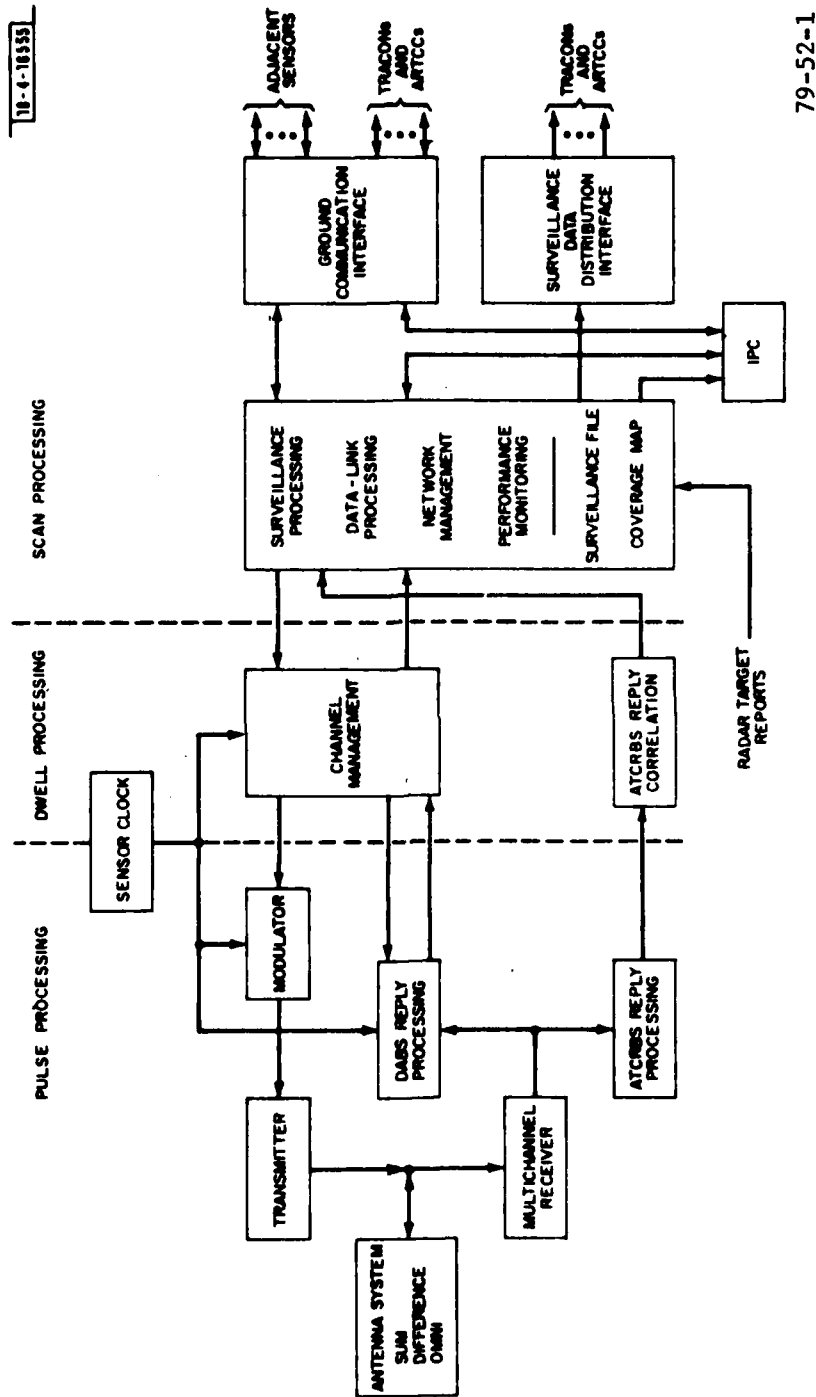 18-4-16555
PULSE PROCESSING
DWELL PROCESSING
SCAN PROCESSING
SENSOR CLOCK
ANTENNA SYSTEM
SUM
DIFFERENCE
OMNI
TRANSMITTER
MODULATOR
MULTICHANNEL
RECEIVER
DABS REPLY
PROCESSING
ATCRBS REPLY
PROCESSING
CHANNEL
MANAGEMENT
ATCRBS REPLY
CORRELATION
RADAR TARGET
REPORTS
SURVEILLANCE
PROCESSING
DATA-LINK
PROCESSING
NETWORK
MANAGEMENT
PERFORMANCE
MONITORING
SURVEILLANCE FILE
COVERAGE MAP
IPC
GROUND
COMMUNICATION
INTERFACE
SURVEILLANCE
DATA
DISTRIBUTION
INTERFACE
ADJACENT
SENSORS
TRACONs
AND
ARTCCs
TRACONs
AND
ARTCCs
79-52-1